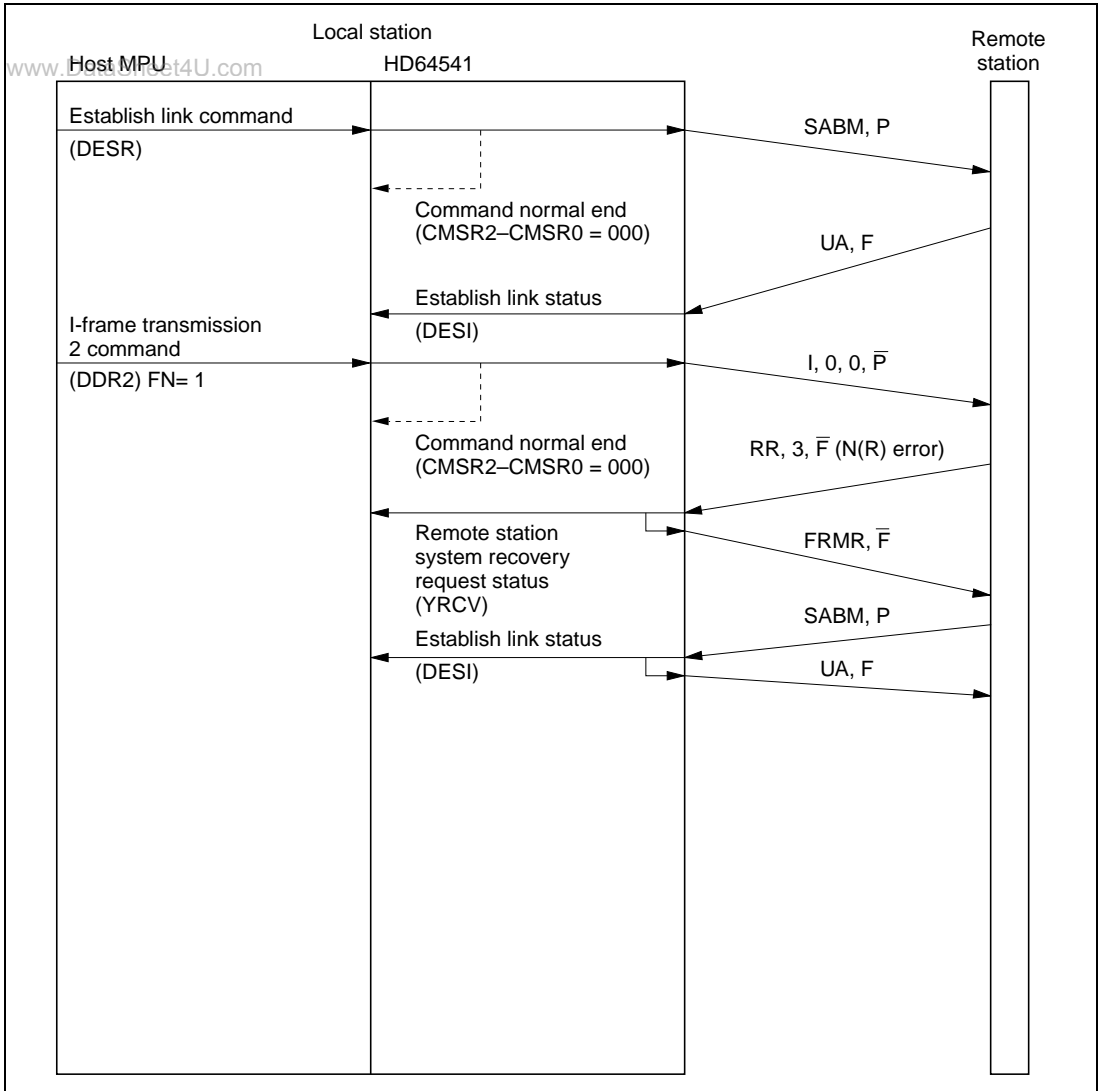 Local station
Remote
station
Host MPU
HD64541
www.DataSheet4U.com
Establish link command
(DESR)
SABM, P
Command normal end
(CMSR2–CMSR0 = 000)
UA, F
Establish link status
(DESI)
I-frame transmission
2 command
(DDR2) FN= 1
I, 0, 0, P̅
Command normal end
(CMSR2–CMSR0 = 000)
RR, 3, F̅ (N(R) error)
Remote station
system recovery
request status
(YRCV)
FRMR, F̅
SABM, P
Establish link status
(DESI)
UA, F